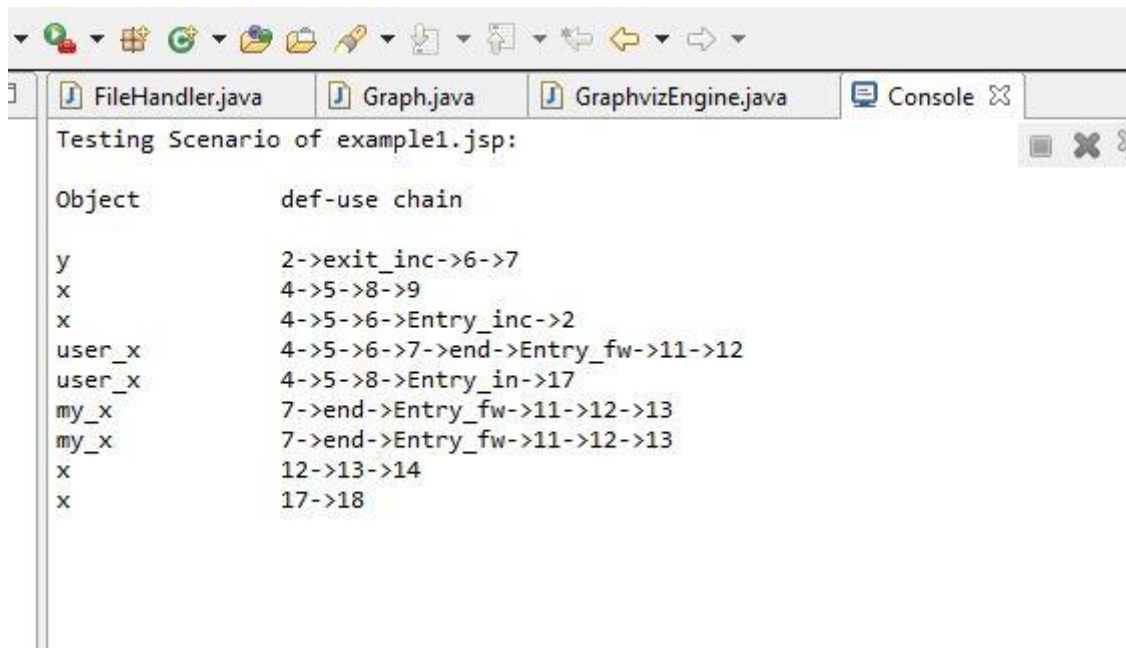 FileHandler.java Graph.java GraphvizEngine.java Console
Testing Scenario of example1.jsp:
Object def-use chain
y 2->exit_inc->6->7
x 4->5->8->9
x 4->5->6->Entry_inc->2
user_x 4->5->6->7->end->Entry_fw->11->12
user_x 4->5->8->Entry_in->17
my_x 7->end->Entry_fw->11->12->13
my_x 7->end->Entry_fw->11->12->13
x 12->13->14
x 17->18